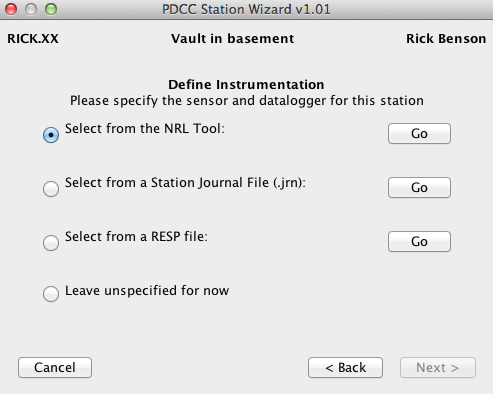 PDCC Station Wizard v1.01
RICK.XX Vault in basement Rick Benson
Define Instrumentation
Please specify the sensor and datalogger for this station
Select from the NRL Tool: Go
Select from a Station Journal File (.jrn): Go
Select from a RESP file: Go
Leave unspecified for now
Cancel < Back Next >